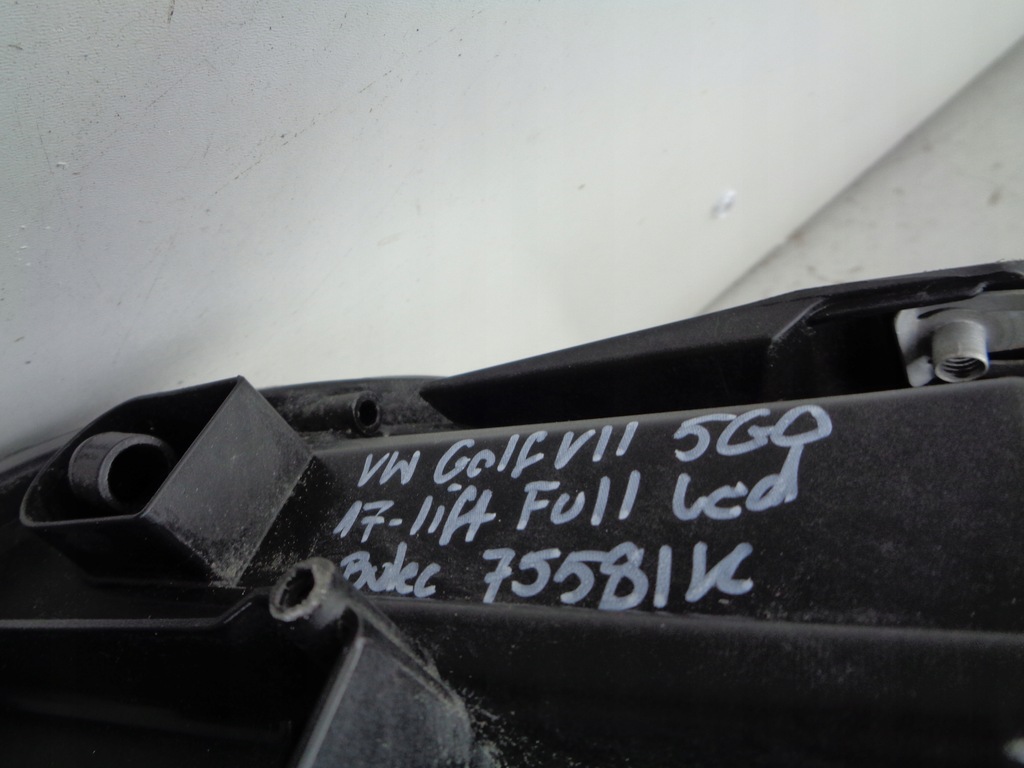 VW Golf VII 5G0
17-lift Full Led
75581K